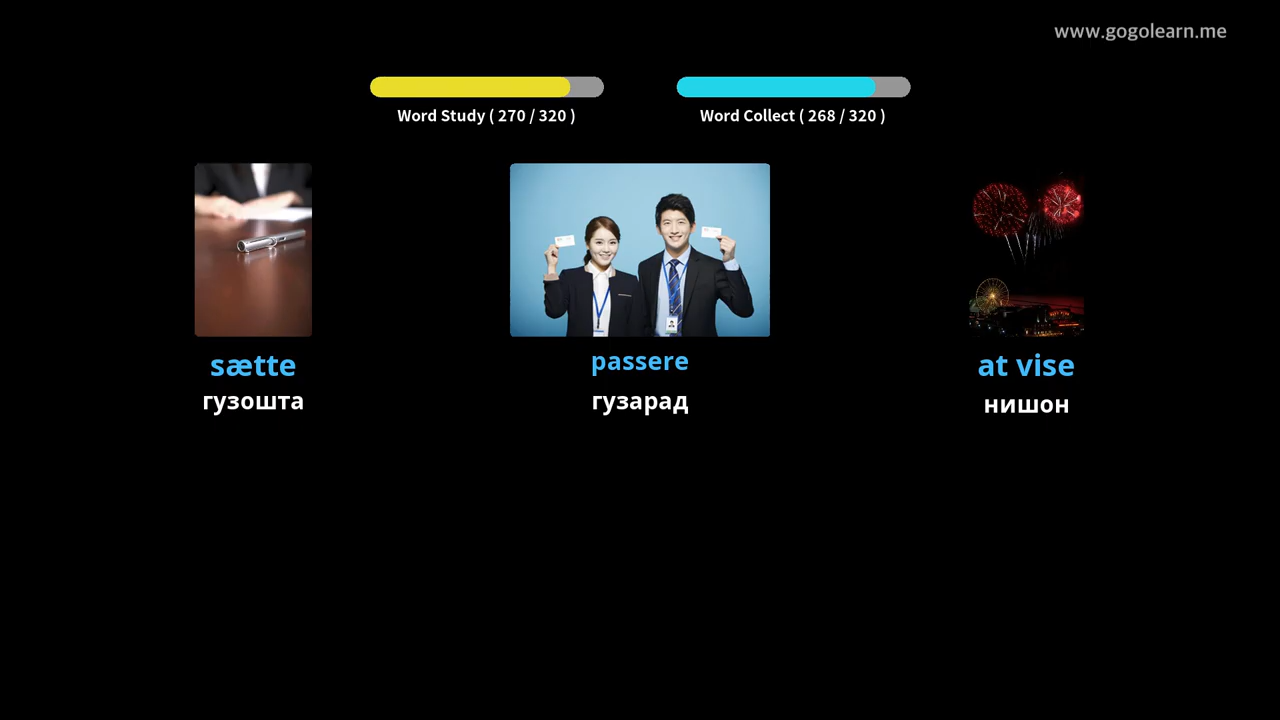 www.gogolearn.me
Word Study ( 270 / 320 )
Word Collect ( 268 / 320 )
sætte
гузошта
passere
гузарад
at vise
нишон